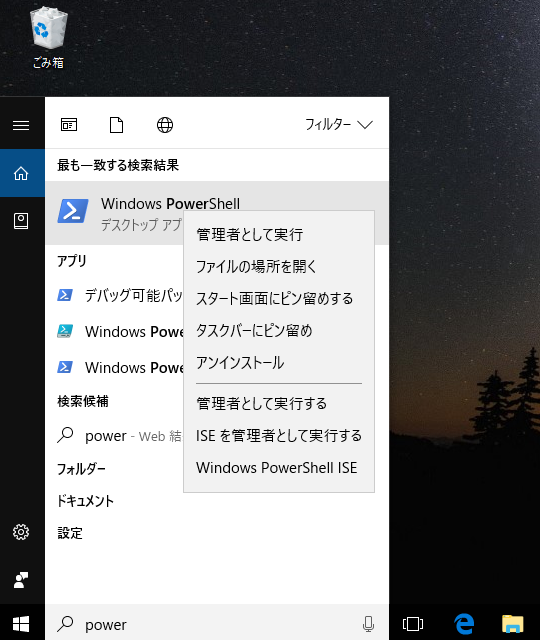 ごみ箱
フィルター
最も一致する検索結果
Windows PowerShell
デスクトップ アプ
管理者として実行
ファイルの場所を開く
スタート画面にピン留めする
タスクバーにピン留め
アンインストール
管理者として実行する
ISE を管理者として実行する
Windows PowerShell ISE
アプリ
デバッグ可能パッ
Windows Powe
Windows Powe
検索候補
power - Web 結
フォルダー
ドキュメント
設定
power